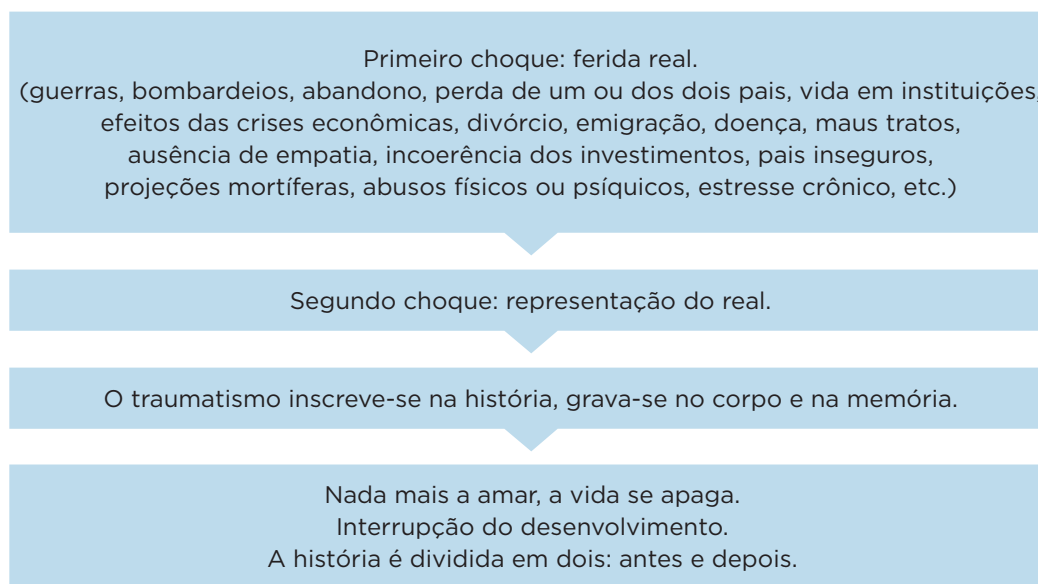 Primeiro choque: ferida real.
(guerras, bombardeios, abandono, perda de um ou dos dois pais, vida em instituições,
efeitos das crises econômicas, divórcio, emigração, doença, maus tratos,
ausência de empatia, incoerência dos investimentos, pais inseguros,
projeções mortíferas, abusos físicos ou psíquicos, estresse crônico, etc.)
Segundo choque: representação do real.
O traumatismo inscreve-se na história, grava-se no corpo e na memória.
Nada mais a amar, a vida se apaga.
Interrupção do desenvolvimento.
A história é dividida em dois: antes e depois.